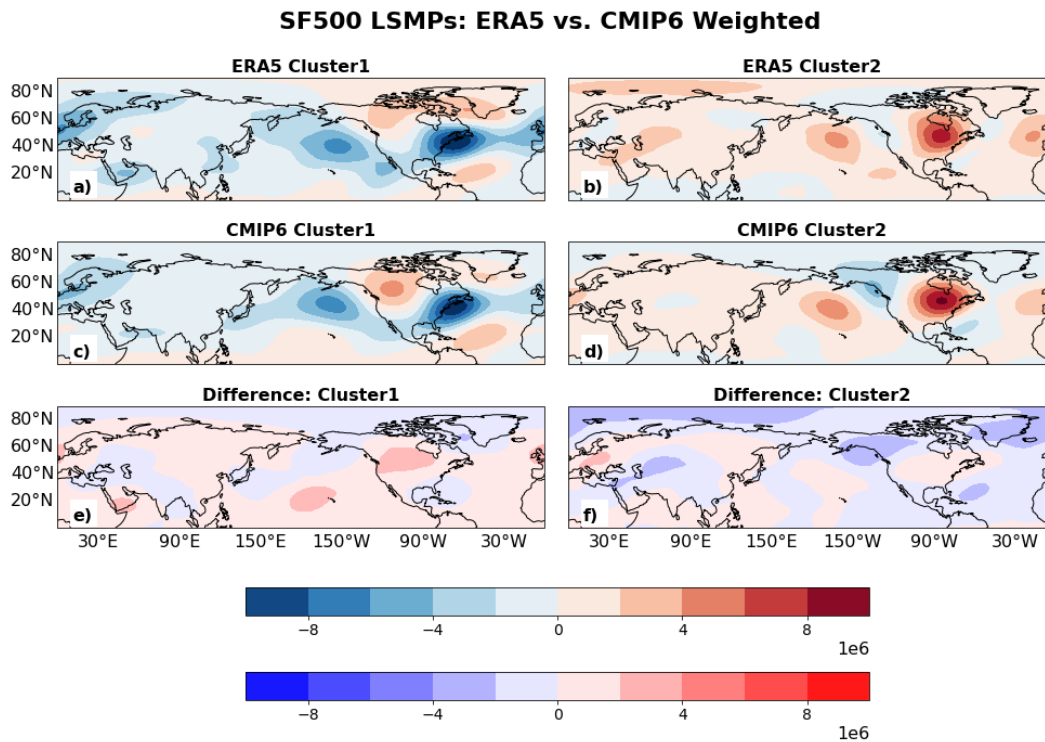 SF500 LSMPs: ERA5 vs. CMIP6 Weighted
ERA5 Cluster1
ERA5 Cluster2
80°N
60°N
40°N
20°N
a)
b)
CMIP6 Cluster1
CMIP6 Cluster2
80°N
60°N
40°N
20°N
c)
d)
Difference: Cluster1
Difference: Cluster2
80°N
60°N
40°N
20°N
e)
f)
30°E 90°E 150°E 150°W 90°W 30°W
30°E 90°E 150°E 150°W 90°W 30°W
−8 −4 0 4 8
1e6
−8 −4 0 4 8
1e6